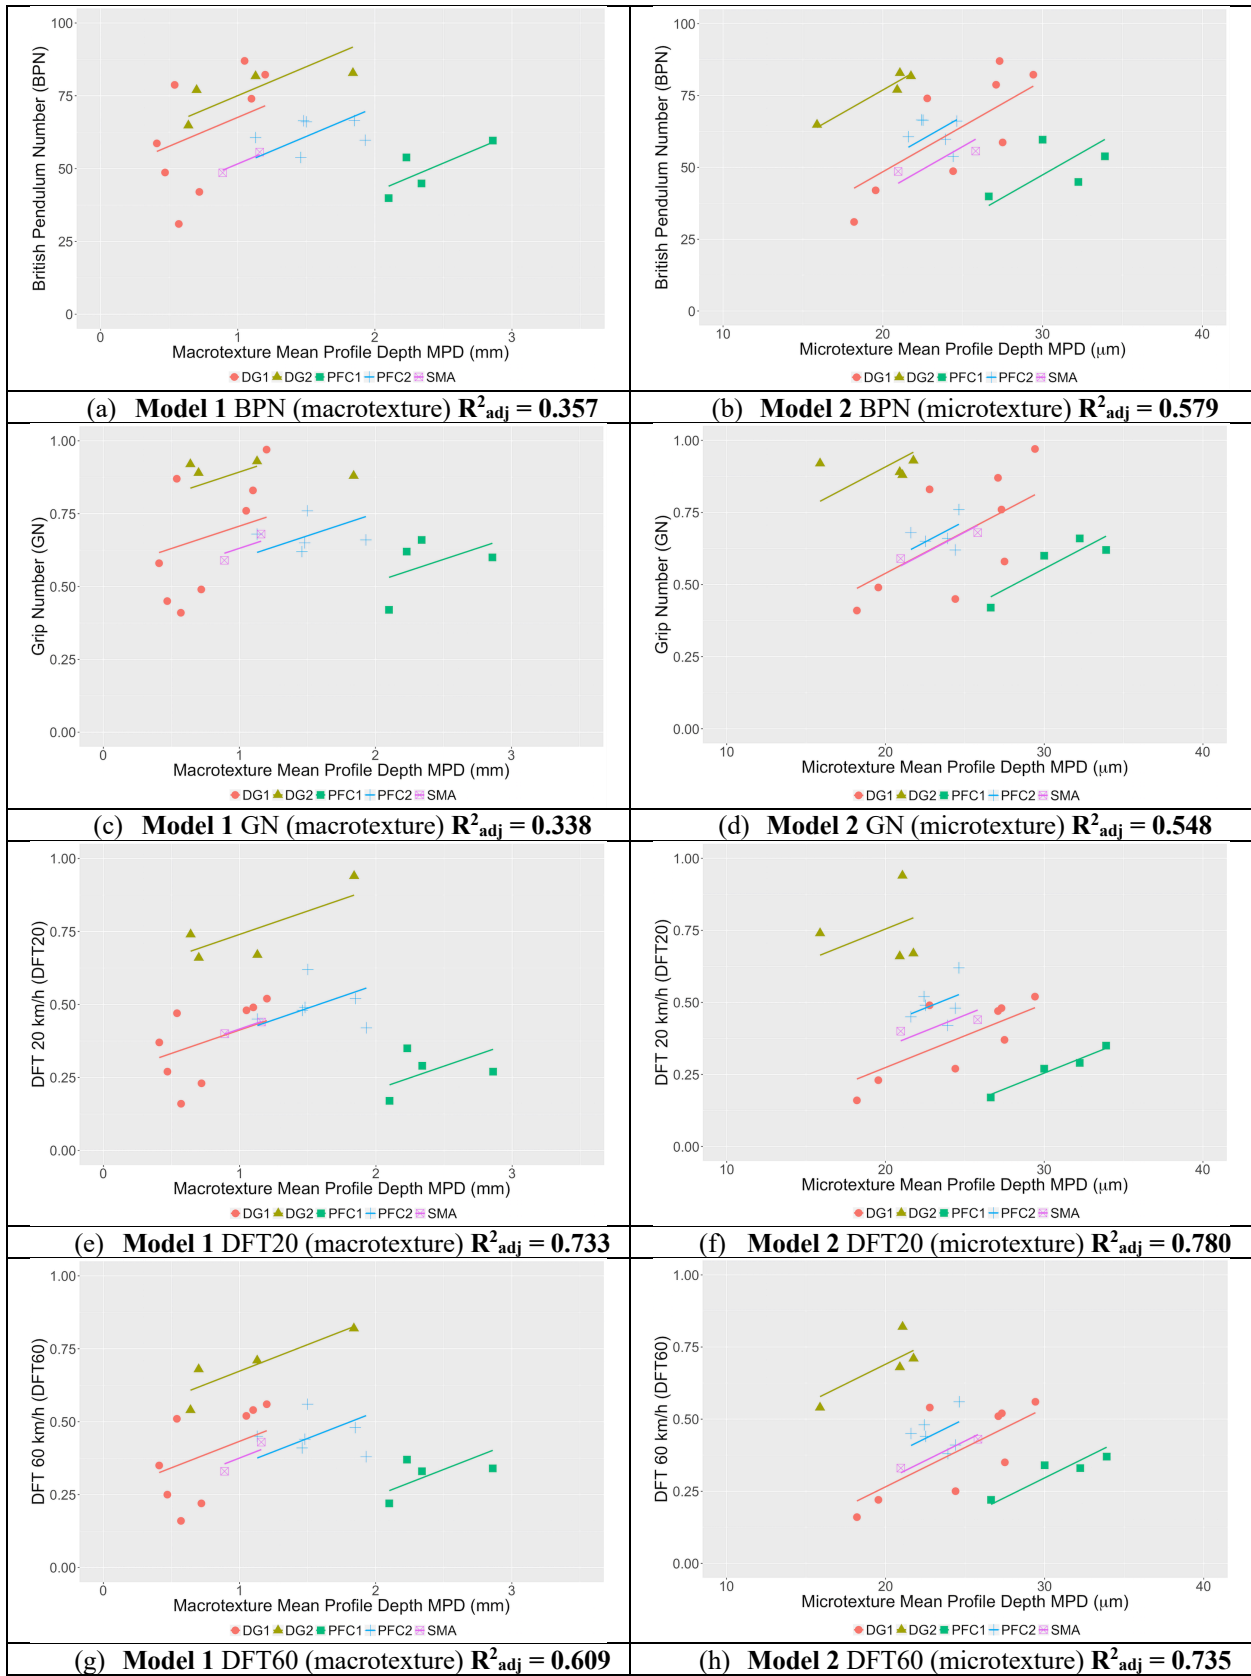 100
75
50
25
0
British Pendulum Number (BPN)
0 1 2 3
Macrotexture Mean Profile Depth MPD (mm)
DG1 DG2 PFC1 PFC2 SMA
(a) Model 1 BPN (macrotexture) R²adj = 0.357
100
75
50
25
0
British Pendulum Number (BPN)
10 20 30 40
Microtexture Mean Profile Depth MPD (μm)
DG1 DG2 PFC1 PFC2 SMA
(b) Model 2 BPN (microtexture) R²adj = 0.579
1.00
0.75
0.50
0.25
0.00
Grip Number (GN)
0 1 2 3
Macrotexture Mean Profile Depth MPD (mm)
DG1 DG2 PFC1 PFC2 SMA
(c) Model 1 GN (macrotexture) R²adj = 0.338
1.00
0.75
0.50
0.25
0.00
Grip Number (GN)
10 20 30 40
Microtexture Mean Profile Depth MPD (μm)
DG1 DG2 PFC1 PFC2 SMA
(d) Model 2 GN (microtexture) R²adj = 0.548
1.00
0.75
0.50
0.25
0.00
DFT 20 km/h (DFT20)
0 1 2 3
Macrotexture Mean Profile Depth MPD (mm)
DG1 DG2 PFC1 PFC2 SMA
(e) Model 1 DFT20 (macrotexture) R²adj = 0.733
1.00
0.75
0.50
0.25
0.00
DFT 20 km/h (DFT20)
10 20 30 40
Microtexture Mean Profile Depth MPD (μm)
DG1 DG2 PFC1 PFC2 SMA
(f) Model 2 DFT20 (microtexture) R²adj = 0.780
1.00
0.75
0.50
0.25
0.00
DFT 60 km/h (DFT60)
0 1 2 3
Macrotexture Mean Profile Depth MPD (mm)
DG1 DG2 PFC1 PFC2 SMA
(g) Model 1 DFT60 (macrotexture) R²adj = 0.609
1.00
0.75
0.50
0.25
0.00
DFT 60 km/h (DFT60)
10 20 30 40
Microtexture Mean Profile Depth MPD (μm)
DG1 DG2 PFC1 PFC2 SMA
(h) Model 2 DFT60 (microtexture) R²adj = 0.735